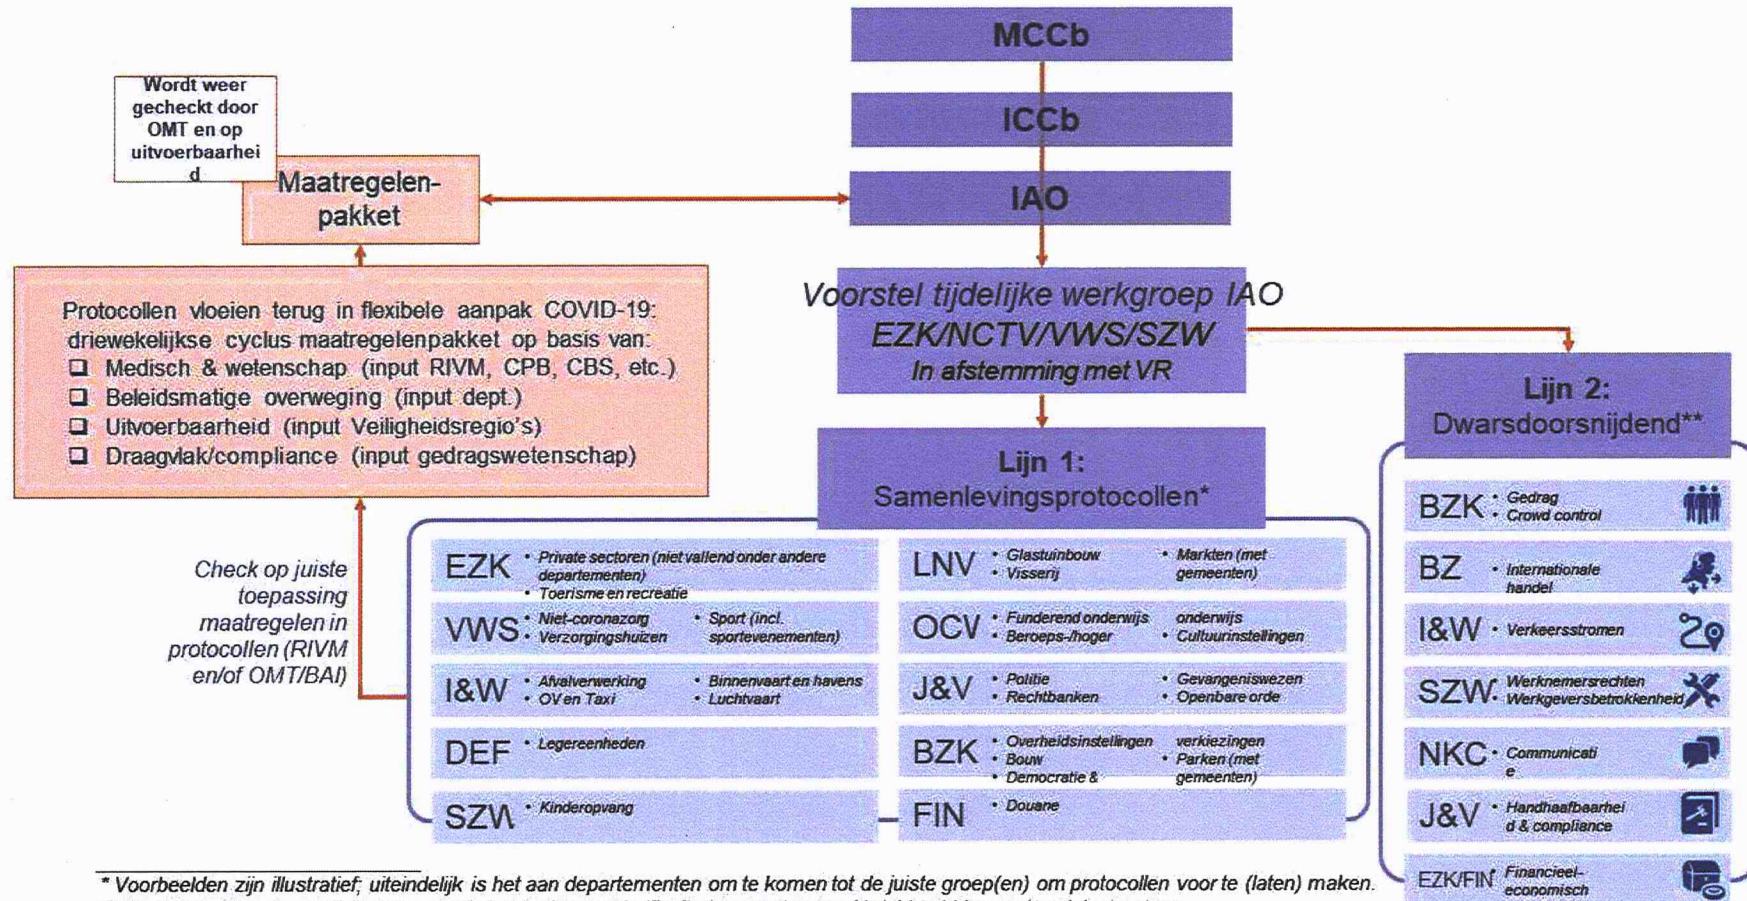 MCCb
ICCb
IAO
Wordt weer
gecheckt door
OMT en op
uitvoerbaarhei
d
Maatregelen-
pakket
Protocollen vloeien terug in flexibele aanpak COVID-19:
driewekelijkse cyclus maatregelenpakket op basis van:
❑ Medisch & wetenschap (input RIVM, CPB, CBS, etc.)
❑ Beleidsmatige overweging (input dept.)
❑ Uitvoerbaarheid (input Veiligheidsregio's)
❑ Draagvlak/compliance (input gedragswetenschap)
Voorstel tijdelijke werkgroep IAO
EZK/NCTV/VWS/SZW
In afstemming met VR
Check op juiste
toepassing
maatregelen in
protocollen (RIVM
en/of OMT/BAI)
Lijn 1:
Samenlevingsprotocollen*
EZK
• Private sectoren (niet vallend onder andere
departementen)
• Toerisme en recreatie
VWS
• Niet-coronazorg
• Verzorgingshuizen
• Sport (incl.
sportevenementen)
I&W
• Afvalverwerking
• OV en Taxi
• Binnenvaart en havens
• Luchtvaart
DEF
• Legereenheden
SZW
• Kinderopvang
LNV
• Glastuinbouw
• Visserij
• Markten (met
gemeenten)
OCV
• Funderend onderwijs
• Beroeps-/hoger
onderwijs
• Cultuurinstellingen
J&V
• Politie
• Rechtbanken
• Gevangeniswezen
• Openbare orde
BZK
• Overheidsinstellingen
• Bouw
• Democratie &
verkiezingen
• Parken (met
gemeenten)
FIN
• Douane
Lijn 2:
Dwarsdoorsnijdend**
BZK
• Gedrag
• Crowd control
BZ
• Internationale
handel
I&W
• Verkeersstromen
SZW
• Werknemersrechten
• Werkgeversbetrokkenheid
NKC
• Communicati
e
J&V
• Handhaafbaarhei
d & compliance
EZK/FIN
• Financieel-
economisch
* Voorbeelden zijn illustratief; uiteindelijk is het aan departementen om te komen tot de juiste groep(en) om protocollen voor te (laten) maken.